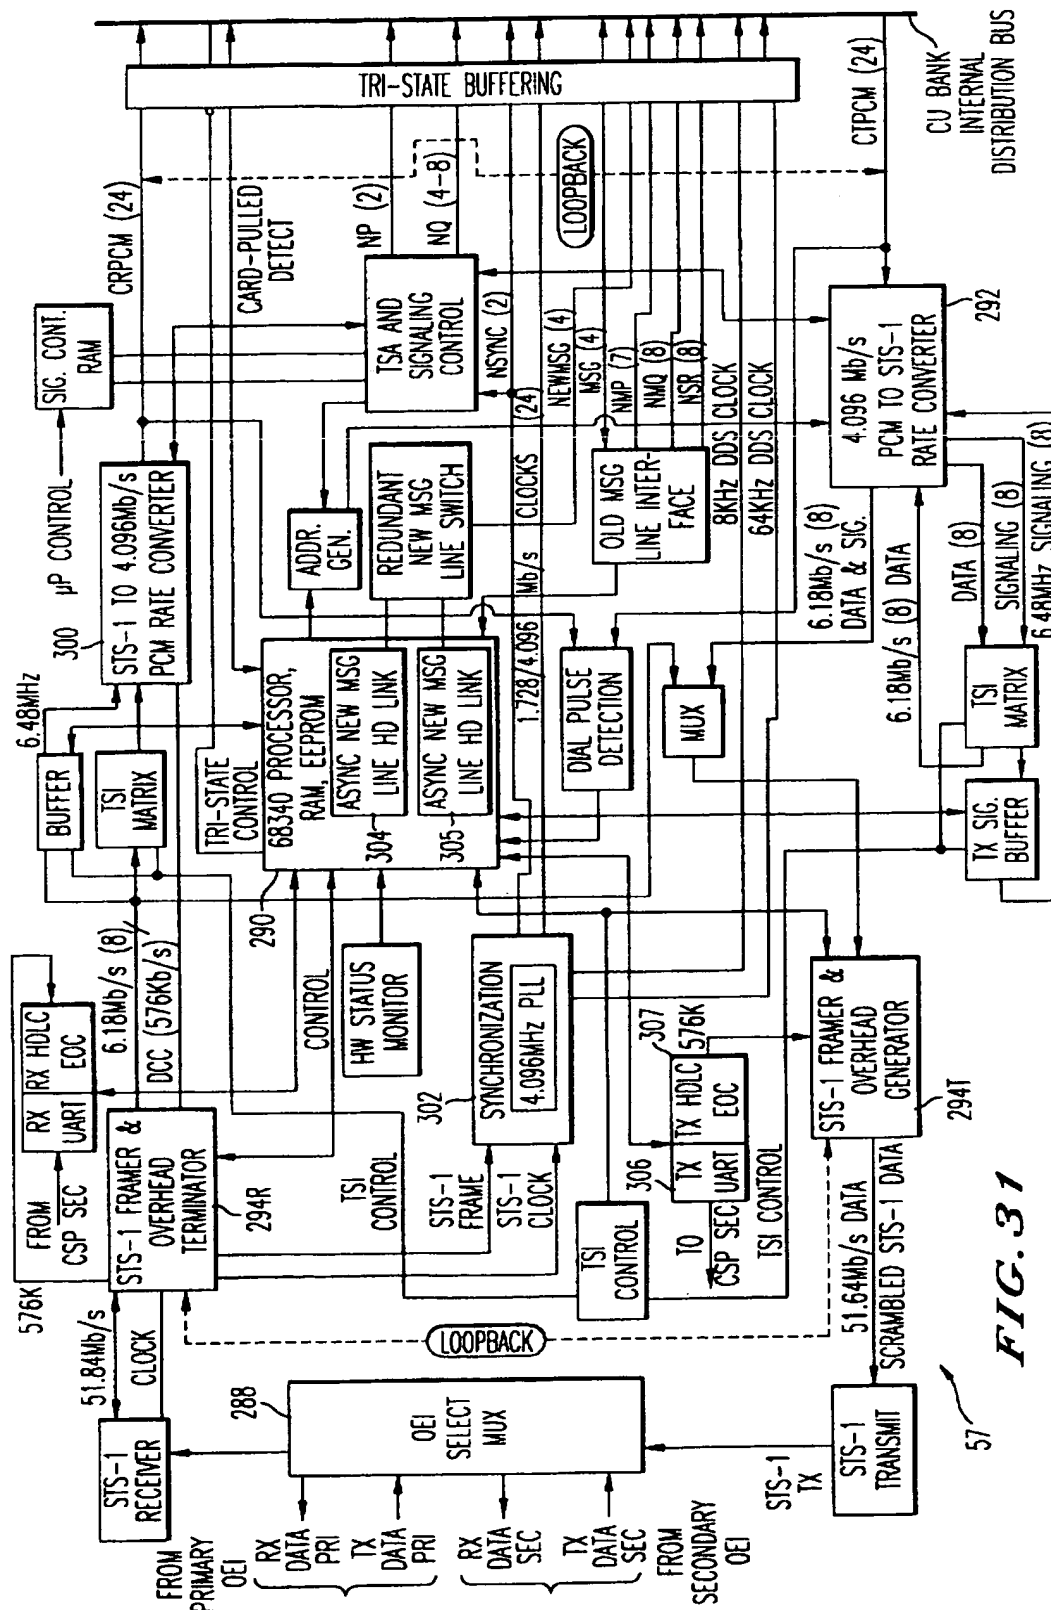 FROM
PRIMARY
OEI
RX
DATA
PRI
TX
DATA
PRI
RX
DATA
SEC
TX
DATA
SEC
FROM
SECONDARY
OEI
STS-1
RECEIVER
288
OEI
SELECT
MUX
STS-1
TX
STS-1
TRANSMIT
57
51.84Mb/s
CLOCK
LOOPBACK
51.64Mb/s DATA
SCRAMBLED STS-1 DATA
576K
FROM
CSP SEC
RX
UART
RX HDLC
EOC
STS-1 FRAMER &
OVERHEAD
TERMINATOR
294R
6.18Mb/s (8)
DCC (576Kb/s)
CONTROL
TSI
CONTROL
STS-1
FRAME
STS-1
CLOCK
302
SYNCHRONIZATION
4.096MHz PLL
HW STATUS
MONITOR
TSI
CONTROL
306
307
TX
UART
TX HDLC
EOC
576K
TO
CSP SEC
TSI CONTROL
STS-1 FRAMER &
OVERHEAD
GENERATOR
294T
6.48MHz
BUFFER
TSI
MATRIX
TRI-STATE
CONTROL
290
68340 PROCESSOR,
RAM, EEPROM
ASYNC NEW MSG
LINE HD LINK
304
ASYNC NEW MSG
LINE HD LINK
305
1.728/4.096 Mb/s CLOCKS (24)
DIAL PULSE
DETECTION
MUX
6.18Mb/s (8)
DATA & SIG.
6.18Mb/s (8) DATA
TX SIG.
BUFFER
TSI
MATRIX
DATA (8)
SIGNALING (8)
6.48MHz SIGNALING (8)
µP CONTROL
SIG. CONT.
RAM
300
STS-1 TO 4.096Mb/s
PCM RATE CONVERTER
CRPCM (24)
CARD-PULLED
DETECT
ADDR.
GEN.
REDUNDANT
NEW MSG
LINE SWITCH
TSA AND
SIGNALING
CONTROL
NP (2)
NQ (4-8)
NSYNC (2)
LOOPBACK
NEWMSG (4)
MSG (4)
NMP (7)
NMQ (8)
NSR (8)
OLD MSG
LINE INTER-
FACE
8KHz DDS CLOCK
64KHz DDS CLOCK
4.096 Mb/s
PCM TO STS-1
RATE CONVERTER
292
TRI-STATE BUFFERING
CTPCM (24)
CU BANK
INTERNAL
DISTRIBUTION BUS
FIG. 31